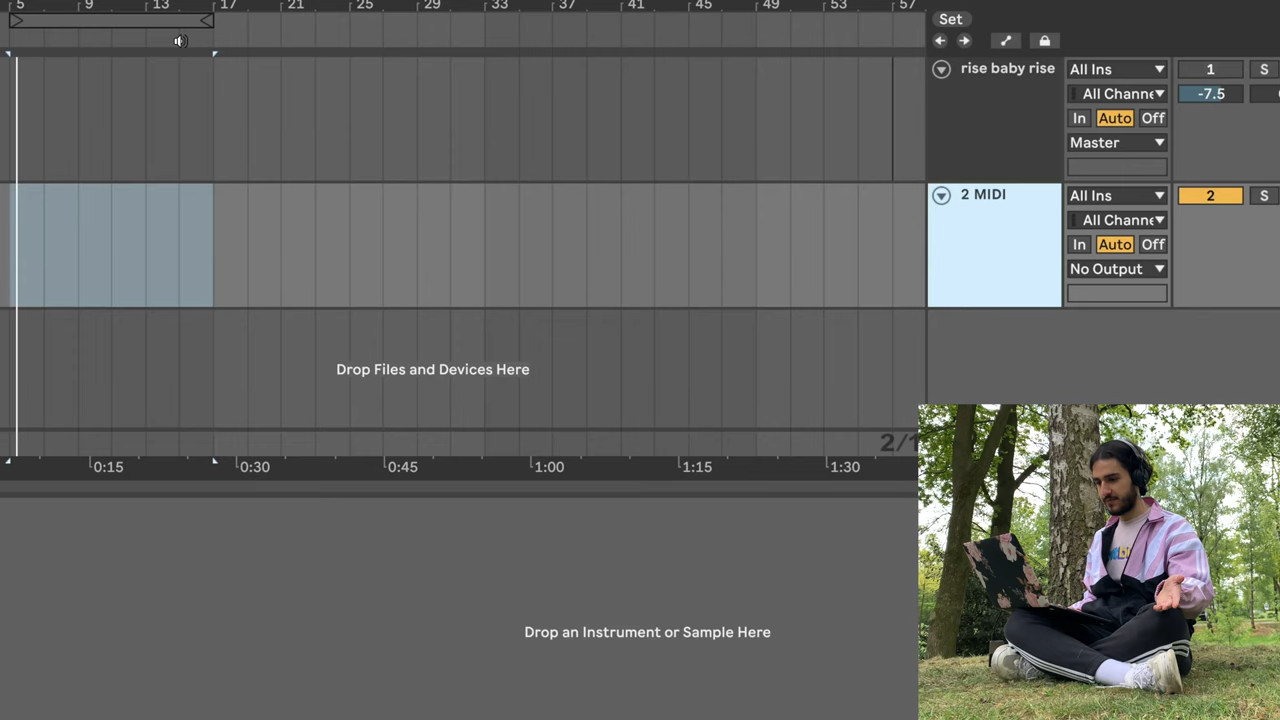 5 9 13 17 21 25 29 33 37 41 45 49 53 57
Set
rise baby rise
All Ins
1
S
All Channe
-7.5
In Auto Off
Master
2 MIDI
All Ins
2
S
All Channe
In Auto Off
No Output
Drop Files and Devices Here
2/1
0:15 0:30 0:45 1:00 1:15 1:30
Drop an Instrument or Sample Here